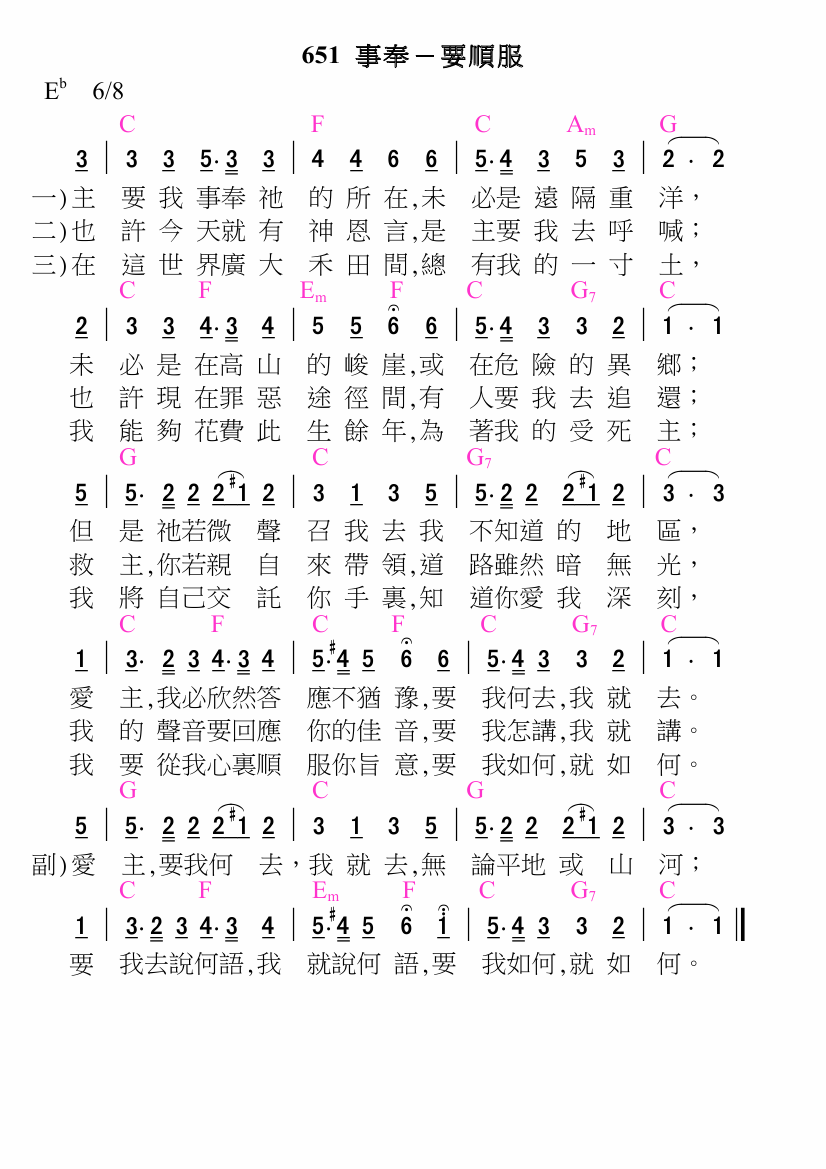 651 事奉－要順服
E♭ 6/8
C F C Am G
3 | 3 3 5· 3 3 | 4 4 6 6 | 5· 4 3 5 3 | 2 · 2
一)主 要 我 事奉 祂 的 所 在,未 必是 遠 隔 重 洋，
二)也 許 今 天就 有 神 恩 言,是 主要 我 去 呼 喊；
三)在 這 世 界廣 大 禾 田 間,總 有我 的 一 寸 土，
C F Em F C G7 C
2 | 3 3 4· 3 4 | 5 5 6 6 | 5· 4 3 3 2 | 1 · 1
未 必 是 在高 山 的 峻 崖,或 在危 險 的 異 鄉；
也 許 現 在罪 惡 途 徑 間,有 人要 我 去 追 還；
我 能 夠 花費 此 生 餘 年,為 著我 的 受 死 主；
G C G7 C
5 | 5· 2 2 2 #1 2 | 3 1 3 5 | 5· 2 2 2 #1 2 | 3 · 3
但 是 祂若微 聲 召 我 去 我 不知道 的 地 區，
救 主,你若親 自 來 帶 領,道 路雖然 暗 無 光，
我 將 自己交 託 你 手 裏,知 道你愛 我 深 刻，
C F C F C G7 C
1 | 3· 2 3 4· 3 4 | 5· #4 5 6 6 | 5· 4 3 3 2 | 1 · 1
愛 主,我必欣然答 應不猶 豫,要 我何去,我 就 去。
我 的 聲音要回應 你的佳 音,要 我怎講,我 就 講。
我 要 從我心裏順 服你旨 意,要 我如何,就 如 何。
G C G C
5 | 5· 2 2 2 #1 2 | 3 1 3 5 | 5· 2 2 2 #1 2 | 3 · 3
副)愛 主,要我何 去，我 就 去,無 論平地 或 山 河；
C F Em F C G7 C
1 | 3· 2 3 4· 3 4 | 5· #4 5 6 i | 5· 4 3 3 2 | 1 · 1
要 我去說何語,我 就說何 語,要 我如何,就 如 何。